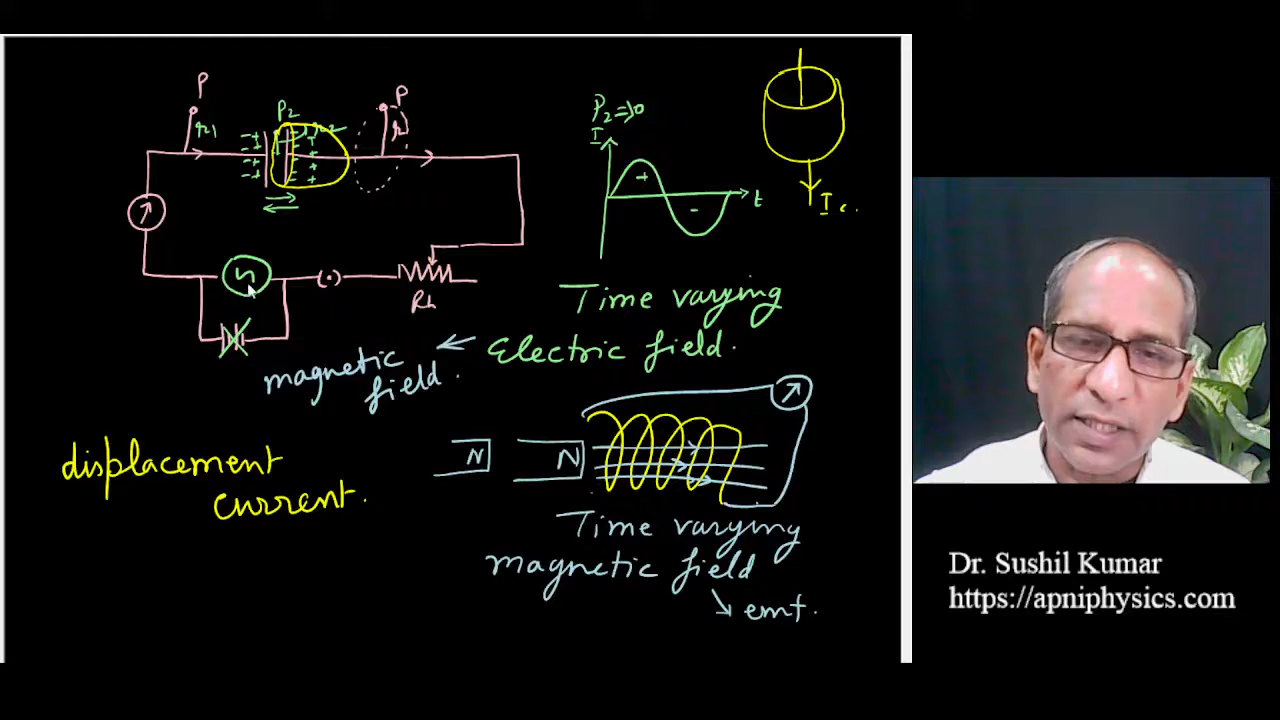 P
P
P2
r1
P2 => 0
I
+
-
t
Ic.
Rh
Time varying
Electric field.
magnetic
field.
displacement
current.
N
N
Time varying
magnetic field
emf.
Dr. Sushil Kumar
https://apniphysics.com